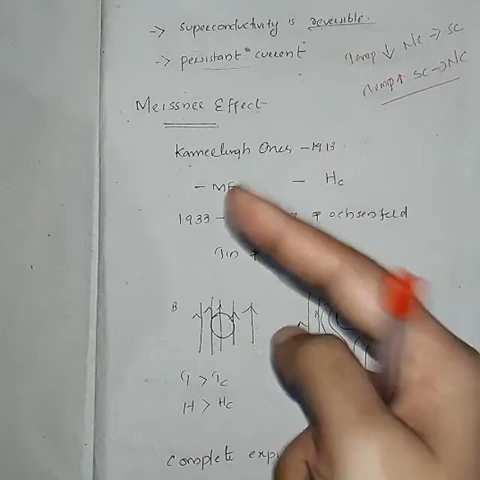 -> superconductivity is reversible.
-> persistant current
Temp ↓ NC -> SC
Temp ↑ SC -> NC
Meissner Effect
Kamerlingh Ones - 1913
- Hc
1933 -
ochsenfeld
B
T > Tc
H > Hc
Complete